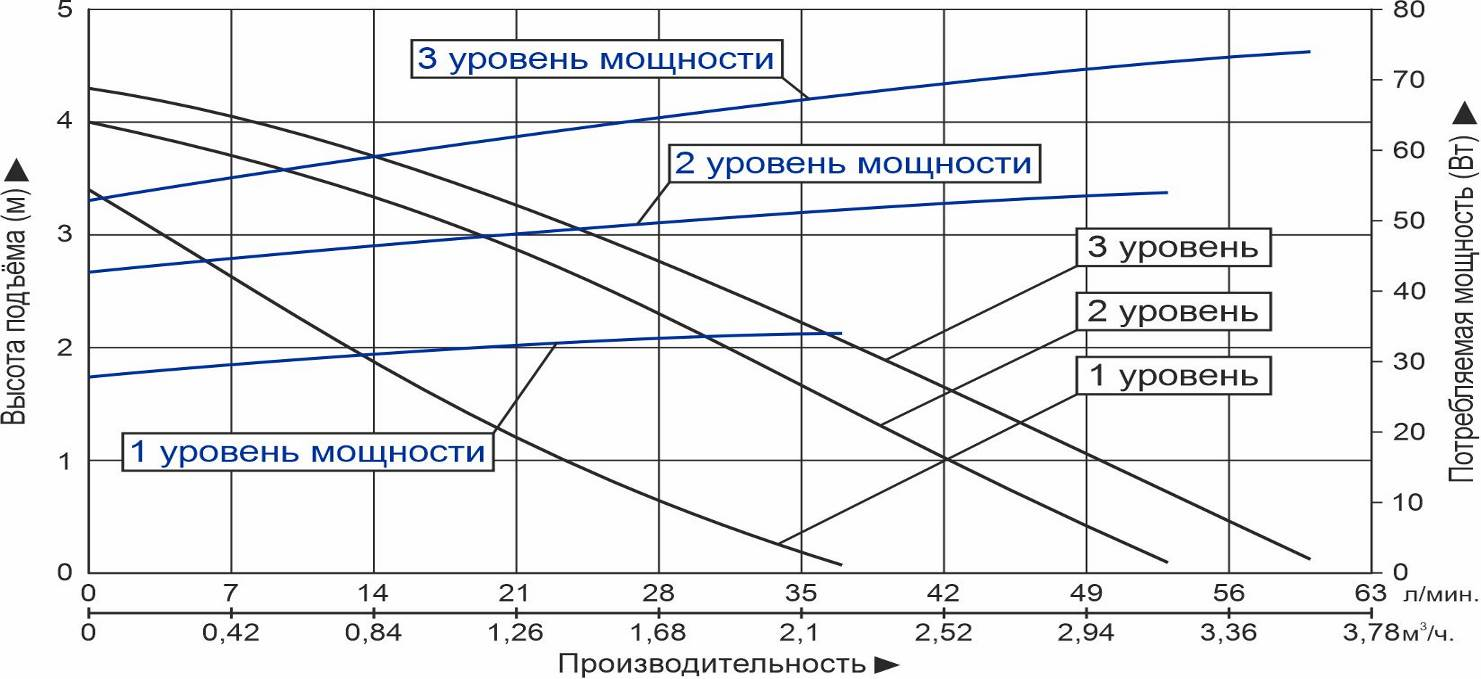 5
4
3
2
1
0
Высота подъёма (м) ▲
80
70
60
50
40
30
20
10
0
Потребляемая мощность (Вт) ▲
3 уровень мощности
2 уровень мощности
3 уровень
2 уровень
1 уровень
1 уровень мощности
0 7 14 21 28 35 42 49 56 63 л/мин.
0 0,42 0,84 1,26 1,68 2,1 2,52 2,94 3,36 3,78 м³/ч.
Производительность ►